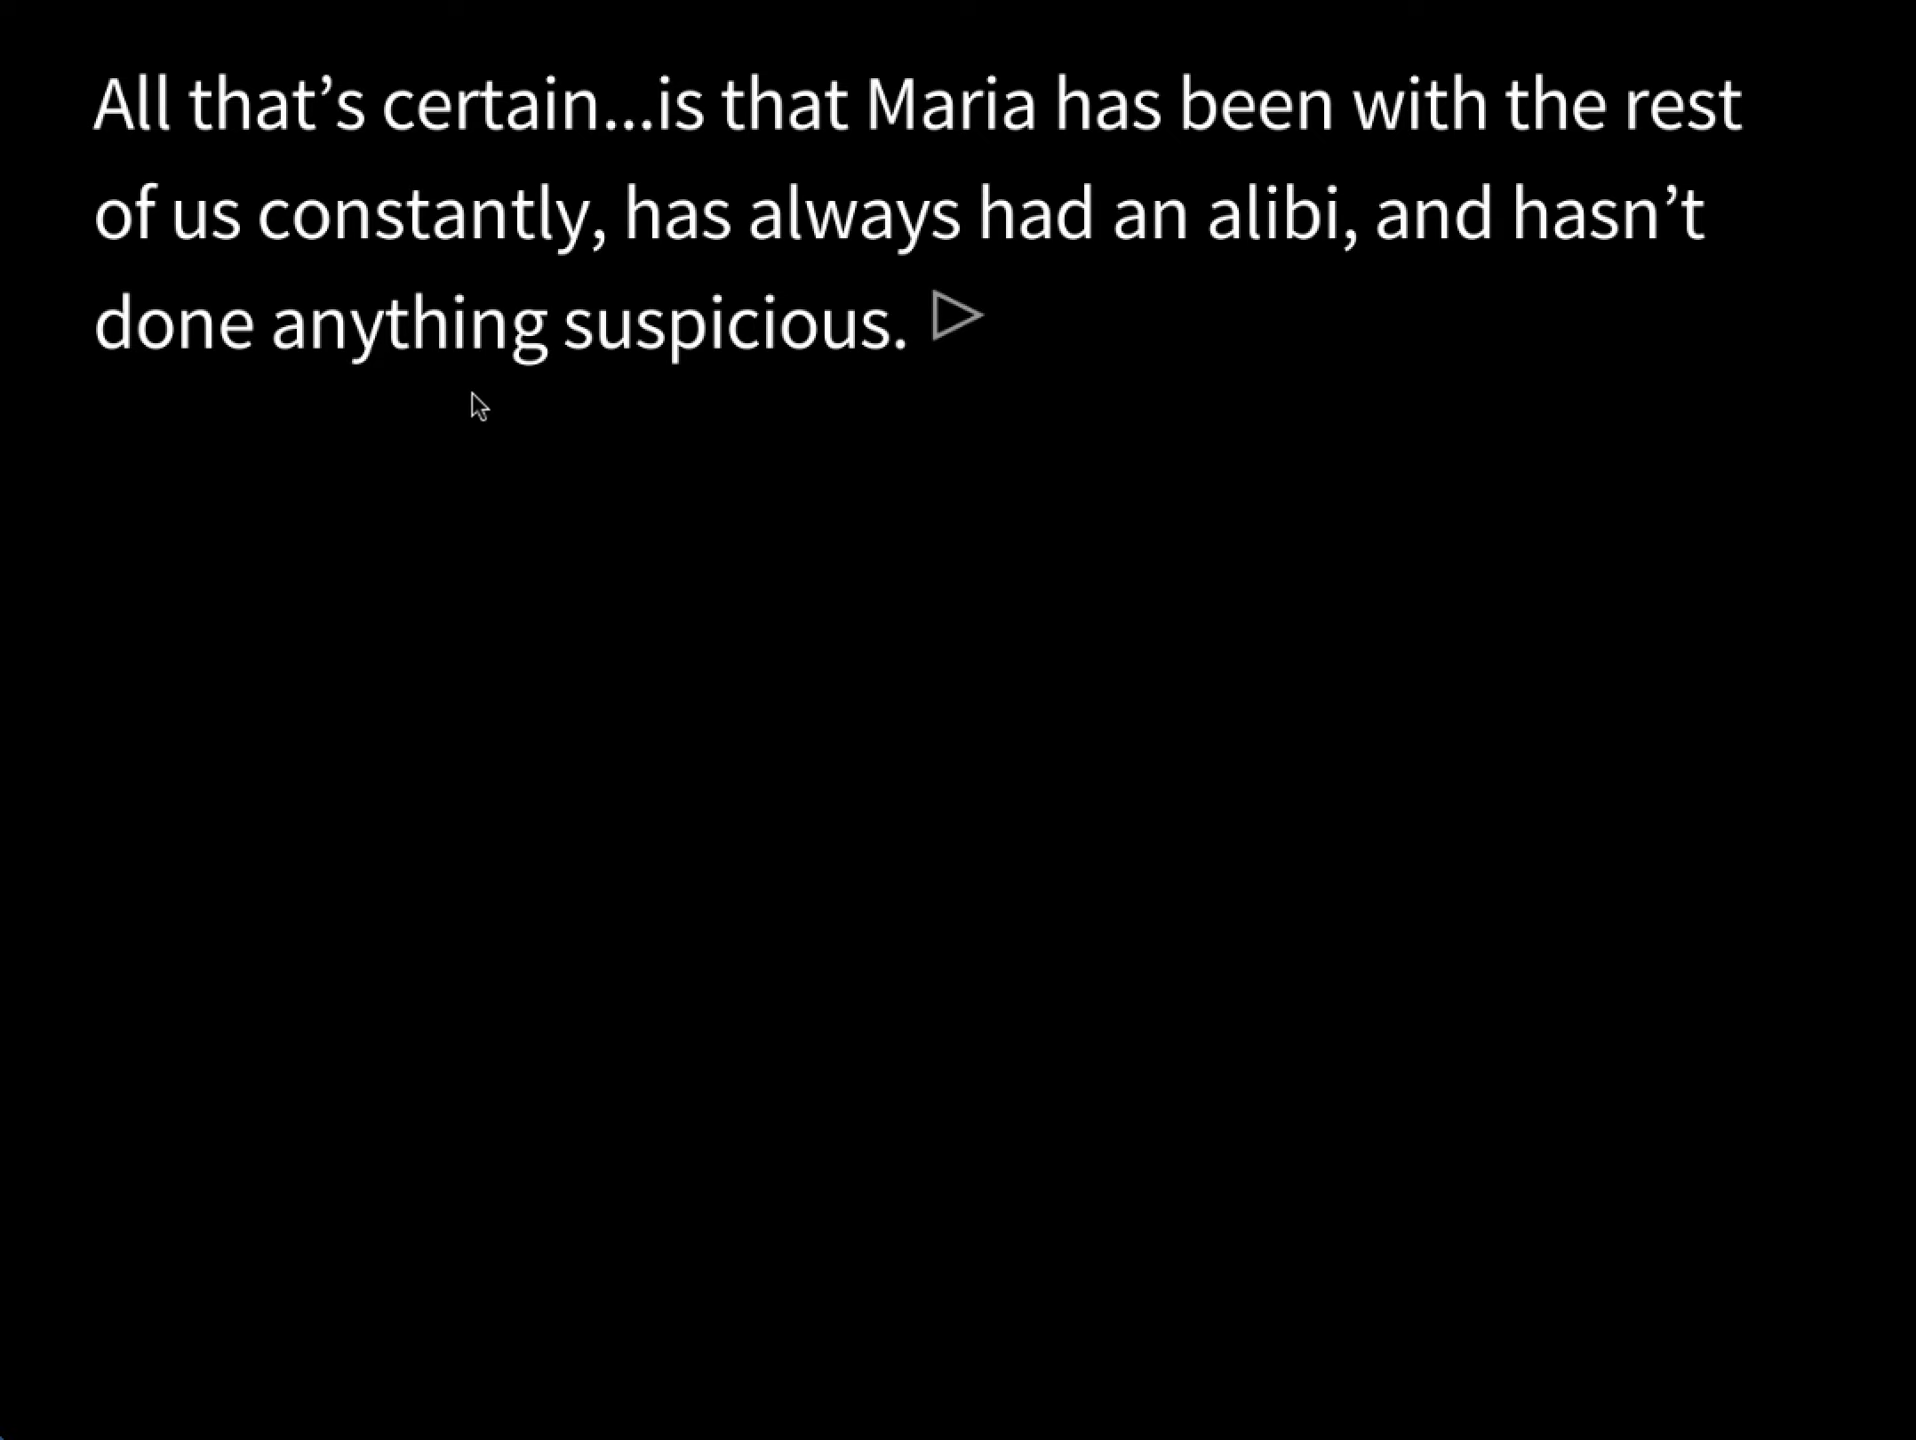 All that’s certain...is that Maria has been with the rest
of us constantly, has always had an alibi, and hasn’t
done anything suspicious.